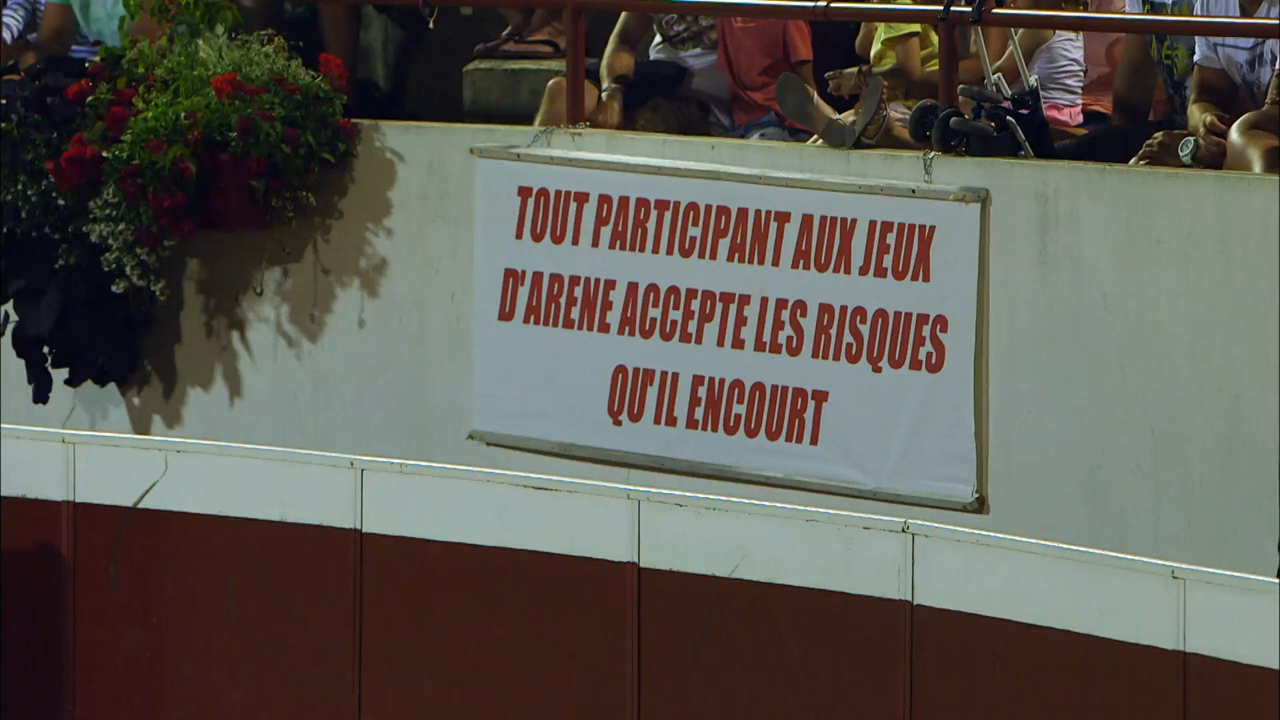 TOUT PARTICIPANT AUX JEUX
D'ARENE ACCEPTE LES RISQUES
QU'IL ENCOURT